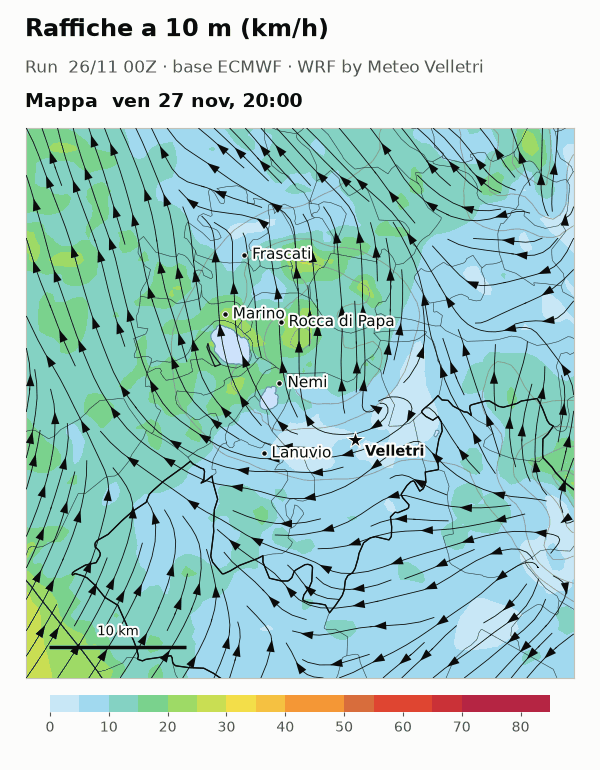 Raffiche a 10 m (km/h)
Run  26/11 00Z · base ECMWF · WRF by Meteo Velletri
Mappa  ven 27 nov, 20:00
Frascati
Marino
Rocca di Papa
Nemi
Velletri
Lanuvio
10 km
0 10 20 30 40 50 60 70 80